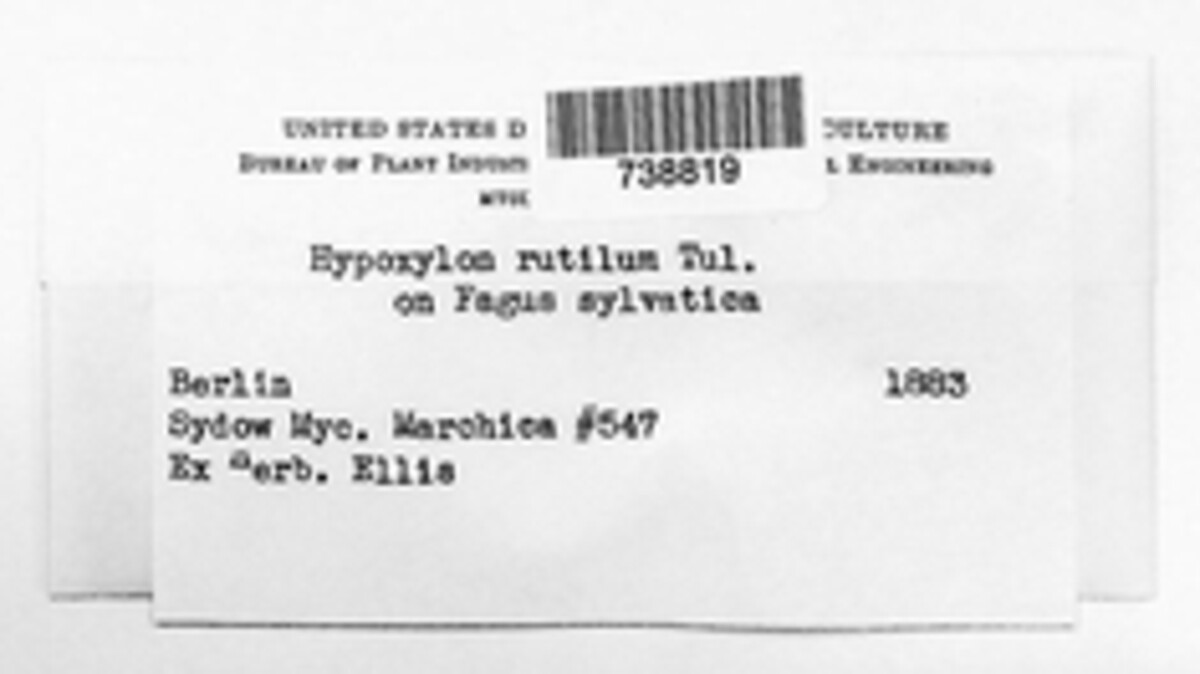 UNITED STATES D CULTURE
BUREAU OF PLANT INDUST L ENGINEERING
738819
Hypoxylon rutilum Tul.
on Fagus sylvatica
Berlin 1883
Sydow Myc. Marchica #547
Ex Herb. Ellis